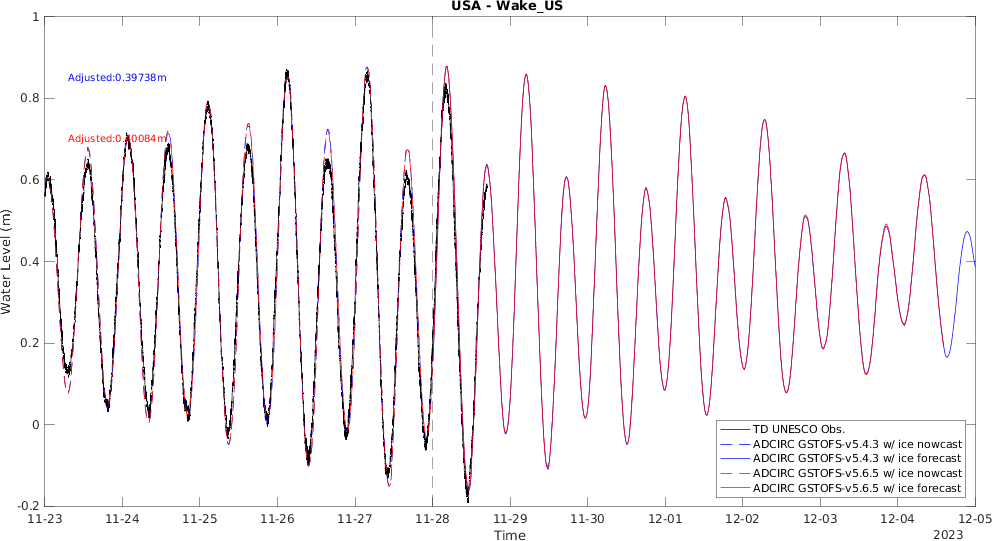 USA - Wake_US
Water Level (m)
1
0.8
0.6
0.4
0.2
0
-0.2
Adjusted:0.39738m
Adjusted:0.40084m
TD UNESCO Obs.
ADCIRC GSTOFS-v5.4.3 w/ ice nowcast
ADCIRC GSTOFS-v5.4.3 w/ ice forecast
ADCIRC GSTOFS-v5.6.5 w/ ice nowcast
ADCIRC GSTOFS-v5.6.5 w/ ice forecast
11-23 11-24 11-25 11-26 11-27 11-28 11-29 11-30 12-01 12-02 12-03 12-04 12-05
Time
2023